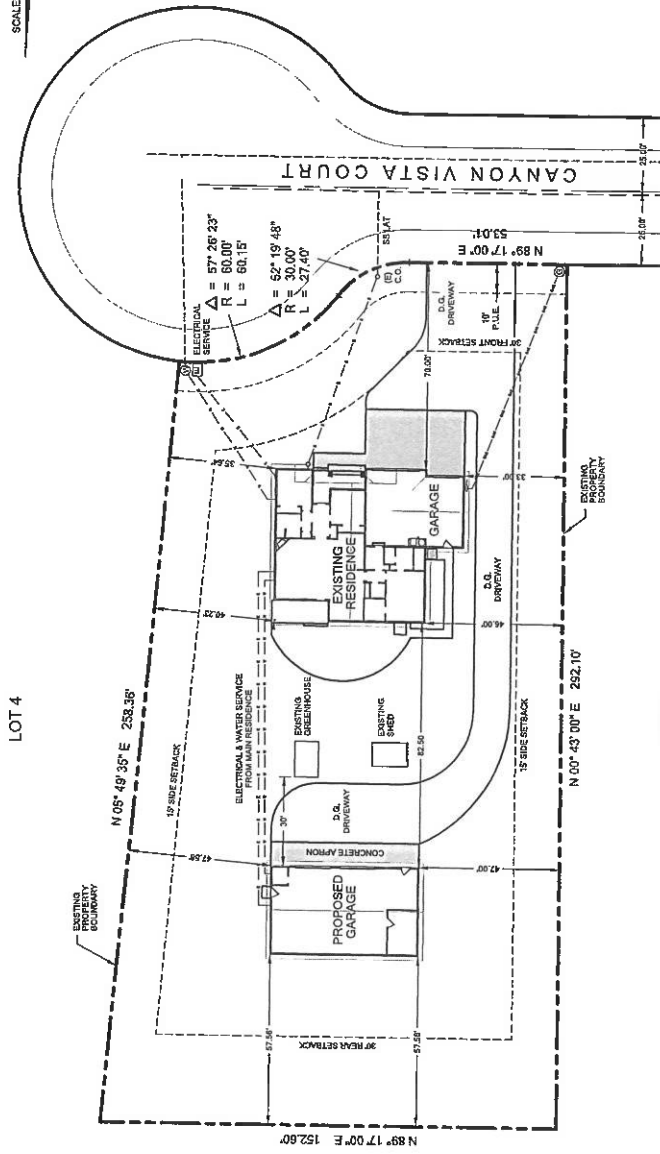 SCALE
LOT 4
ELECTRICAL
SERVICE
W
E
Δ = 57° 26' 23"
R = 60.00'
L = 60.15'
Δ = 52° 19' 48"
R = 30.00'
L = 27.40'
CANYON VISTA COURT
25.00'
25.00'
SS LAT
(E)
C.O.
N 89° 17' 00" E
53.01'
G
D.G.
DRIVEWAY
10'
P.U.E.
30' FRONT SETBACK
70.00'
33.00'
35.64'
GARAGE
EXISTING
RESIDENCE
EXISTING
PROPERTY
BOUNDARY
D.G.
DRIVEWAY
46.00'
40.23'
N 05° 49' 35" E 258.36'
15' SIDE SETBACK
ELECTRICAL & WATER SERVICE
FROM MAIN RESIDENCE
EXISTING
GREENHOUSE
EXISTING
SHED
82.50
15' SIDE SETBACK
N 00° 43' 00" E 292.10'
30'
D.G.
DRIVEWAY
CONCRETE APRON
47.00'
EXISTING
PROPERTY
BOUNDARY
PROPOSED
GARAGE
57.56'
57.56'
30' REAR SETBACK
N 89° 17' 00" E 152.60'